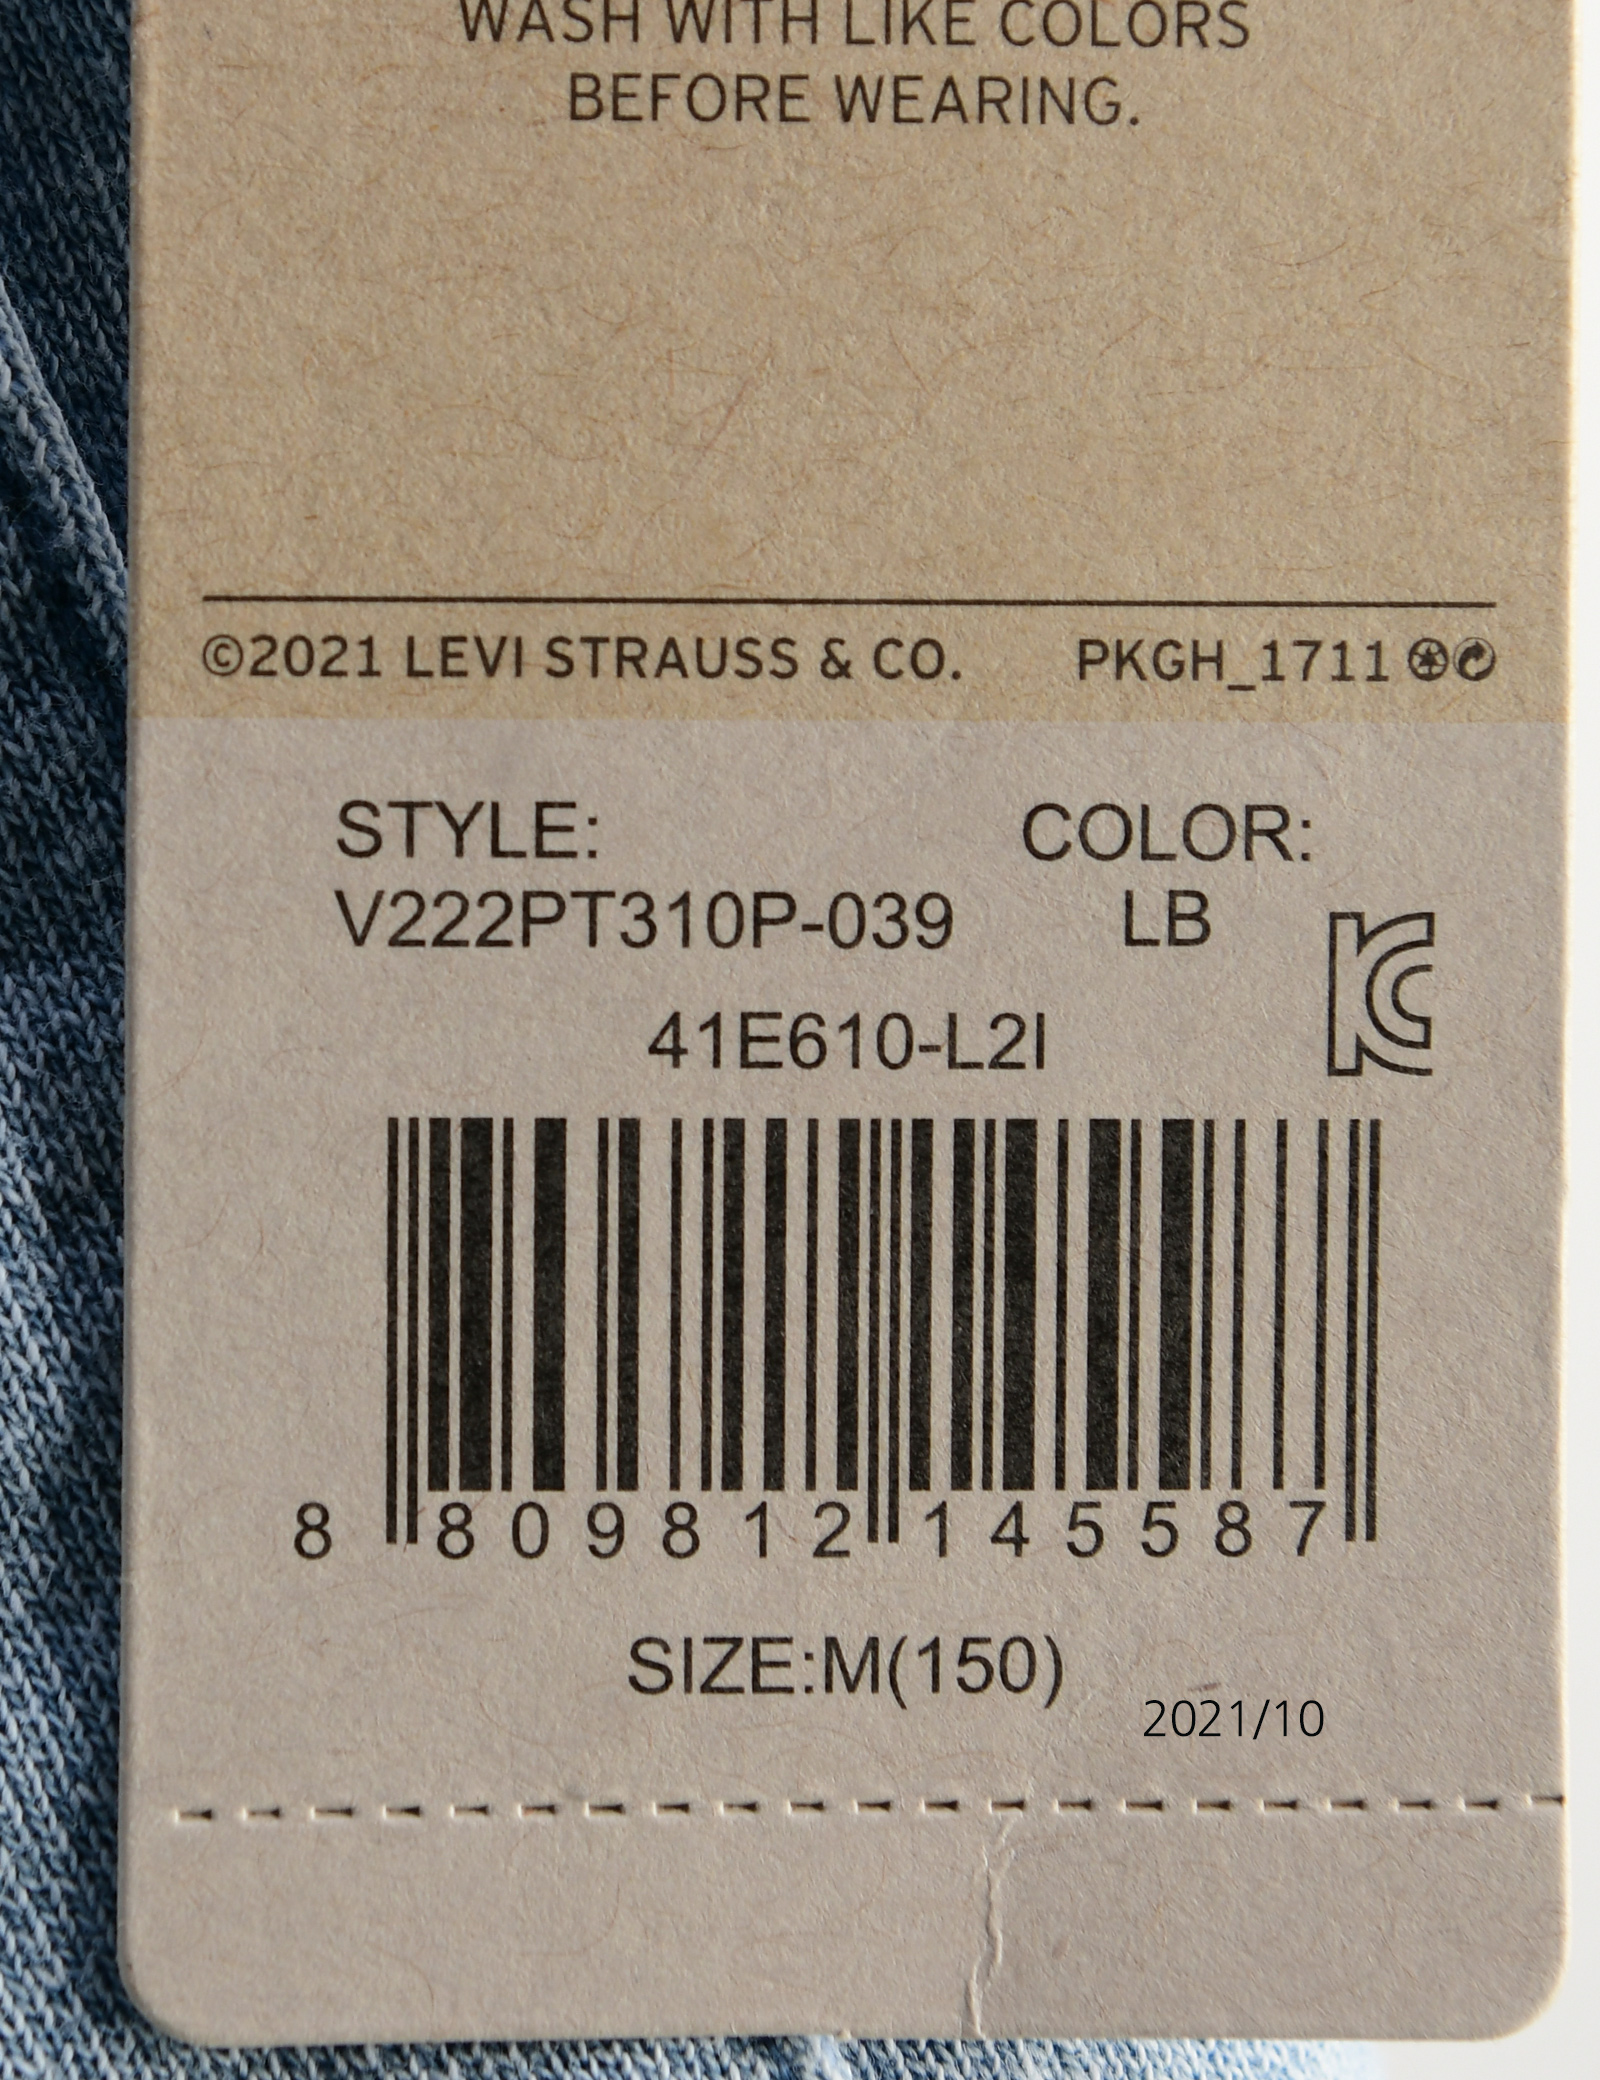 WASH WITH LIKE COLORS
BEFORE WEARING.
©2021 LEVI STRAUSS & CO. PKGH_1711
STYLE: COLOR:
V222PT310P-039 LB
41E610-L2I
8 809812 145587
SIZE:M(150)
2021/10